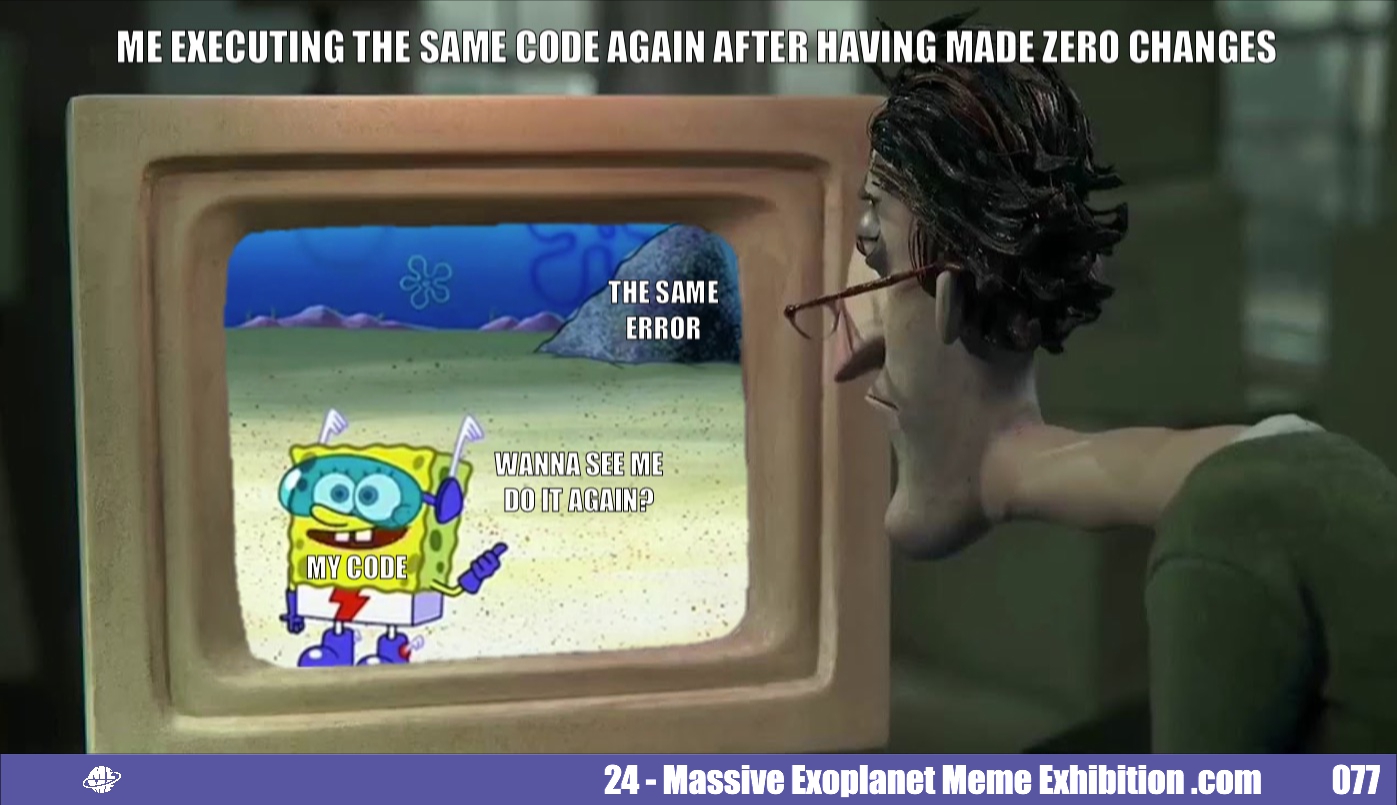 ME EXECUTING THE SAME CODE AGAIN AFTER HAVING MADE ZERO CHANGES
THE SAME
ERROR
WANNA SEE ME
DO IT AGAIN?
MY CODE
24 - Massive Exoplanet Meme Exhibition .com 077